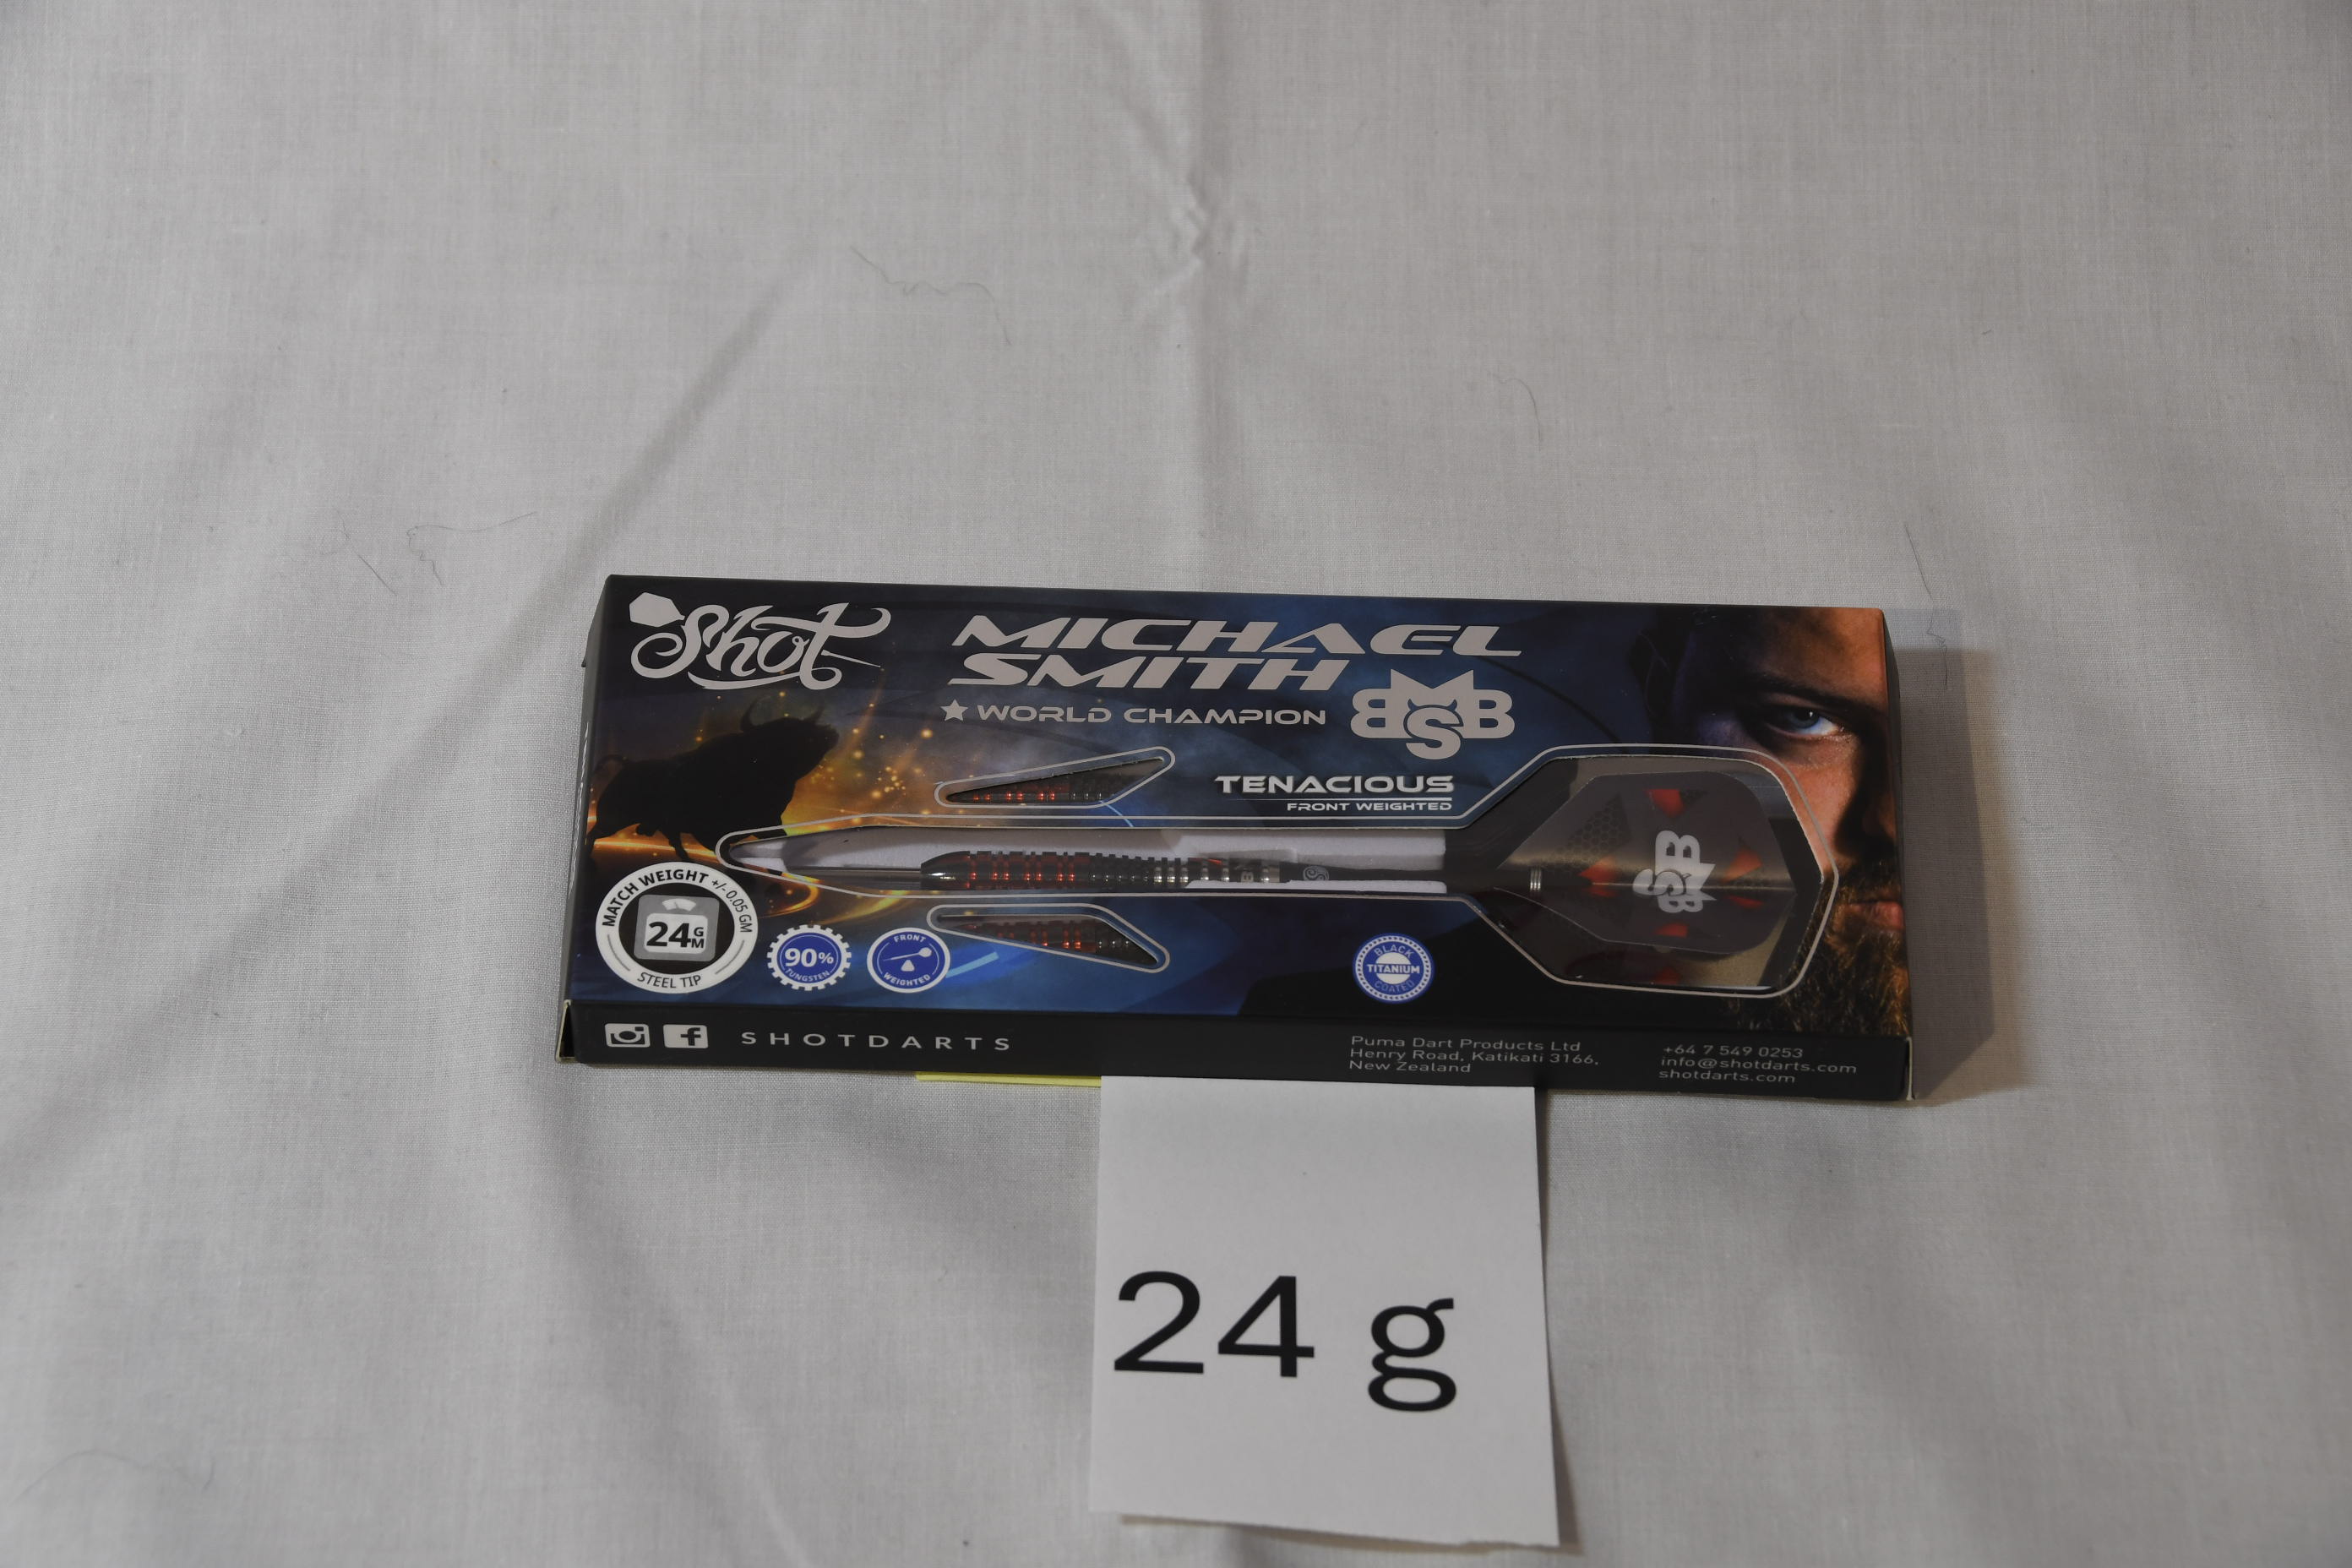 Shot
MICHAEL
SMITH
WORLD CHAMPION
BMSB
TENACIOUS
FRONT WEIGHTED
MATCH WEIGHT +/-0.05 GM
24GM
STEEL TIP
90%
TUNGSTEN
FRONT
WEIGHTED
BLACK
TITANIUM
COATED
SHOTDARTS
Puma Dart Products Ltd
Henry Road, Katikati 3166,
New Zealand
+64 7 549 0253
info@shotdarts.com
shotdarts.com
24 g